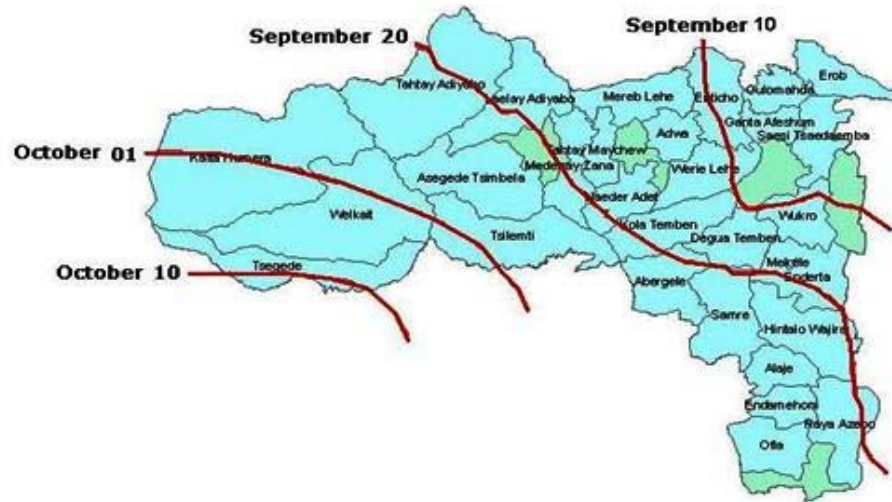 September 20
September 10
October 01
October 10
Tahtay Adiyabo
Laelay Adiyabo
Mereb Lehe
Enticho
Gulomahda
Erob
Ganta Afeshum
Saesi Tsaedaemba
Adwa
Tahtay Maychew
Medebay Zana
Werie Lehe
Kafta Humera
Asegede Tsimbela
Naeder Adet
Welkait
Kola Temben
Wukro
Tsilemti
Degua Temben
Tsegede
Mekelle
Enderta
Abergele
Samre
Hintalo Wajirat
Alaje
Endamehoni
Raya Azebo
Ofla